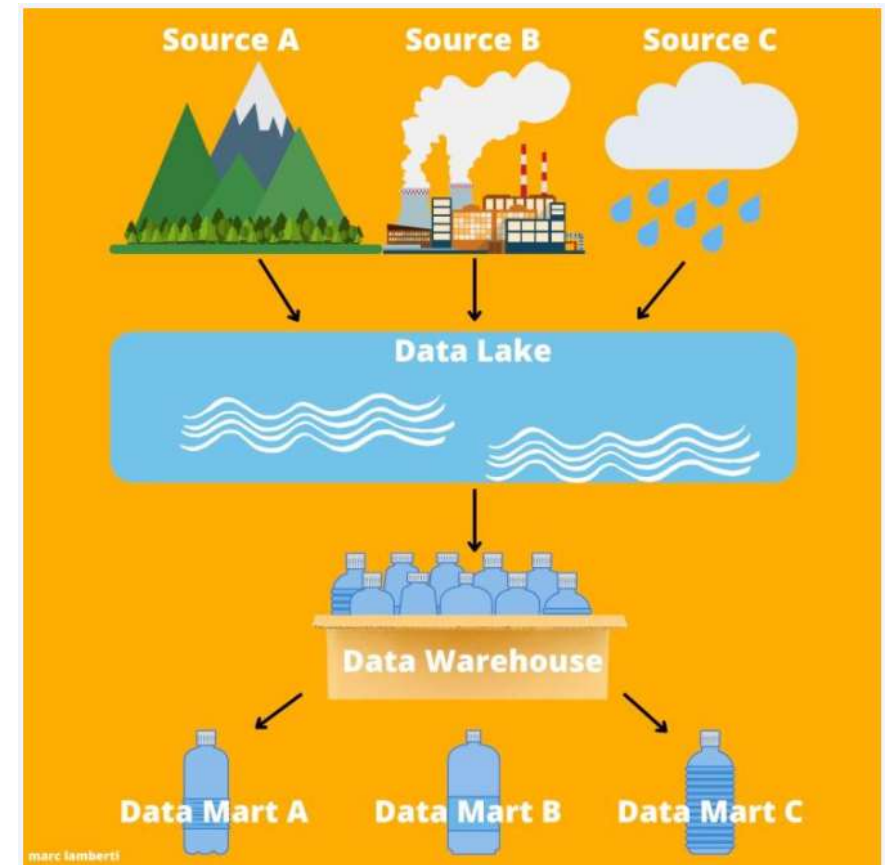 Source A
Source B
Source C
Data Lake
Data Warehouse
Data Mart A
Data Mart B
Data Mart C
marc lamberti